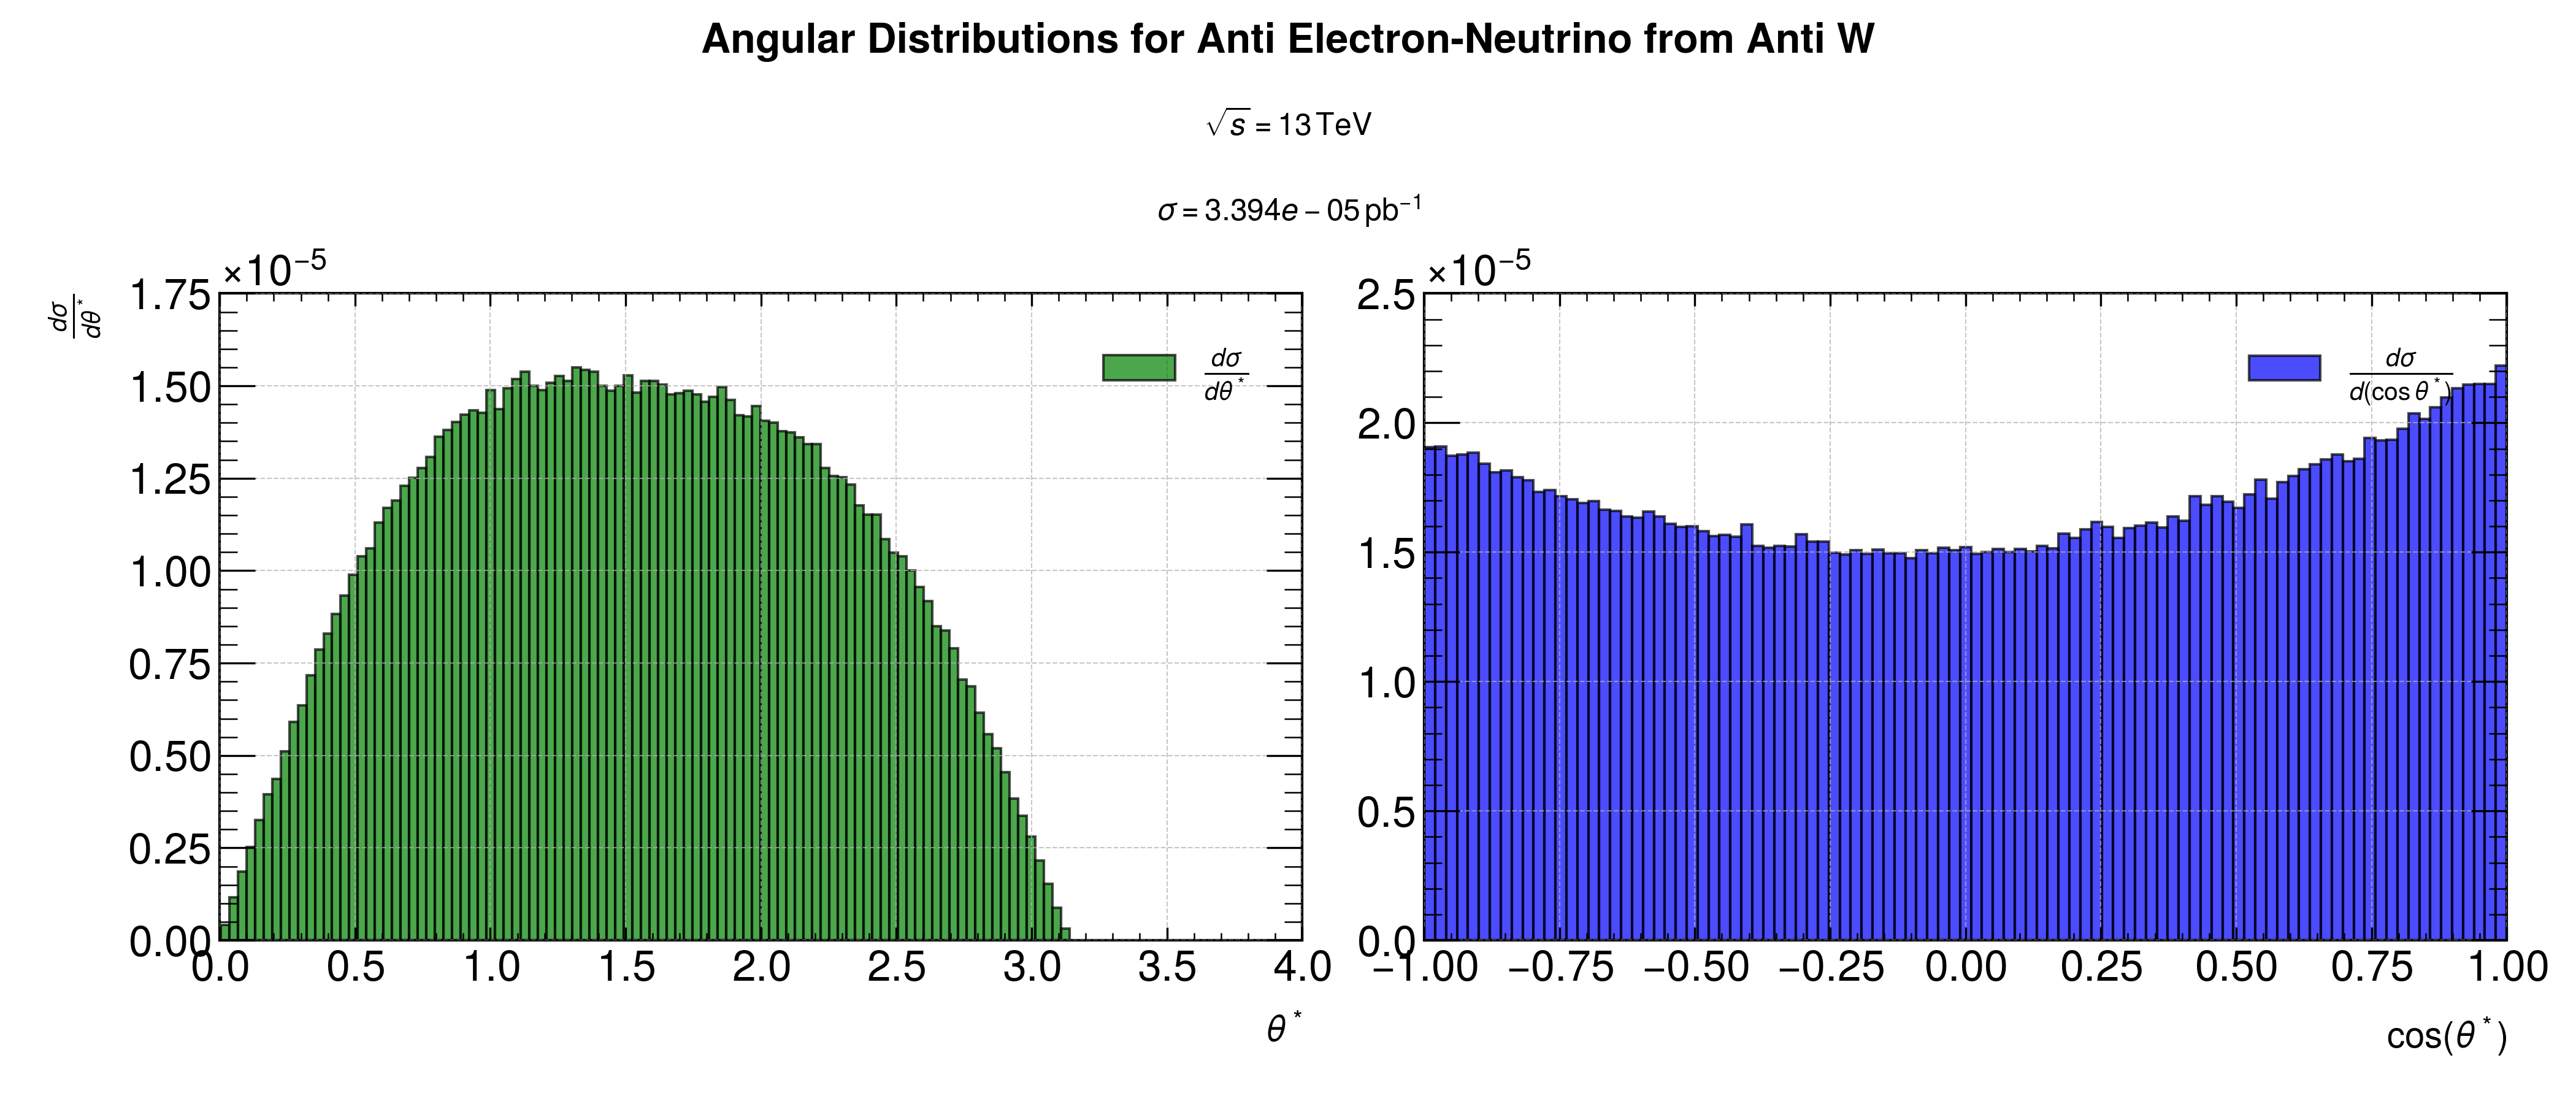 Angular Distributions for Anti Electron-Neutrino from Anti W
√s = 13 TeV
σ = 3.394e − 05 pb⁻¹
×10⁻⁵
dσ/dθ*
1.75
1.50
1.25
1.00
0.75
0.50
0.25
0.00
dσ/dθ*
0.0 0.5 1.0 1.5 2.0 2.5 3.0 3.5 4.0
θ*
×10⁻⁵
2.5
2.0
1.5
1.0
0.5
0.0
dσ/d(cos θ*)
−1.00 −0.75 −0.50 −0.25 0.00 0.25 0.50 0.75 1.00
cos(θ*)